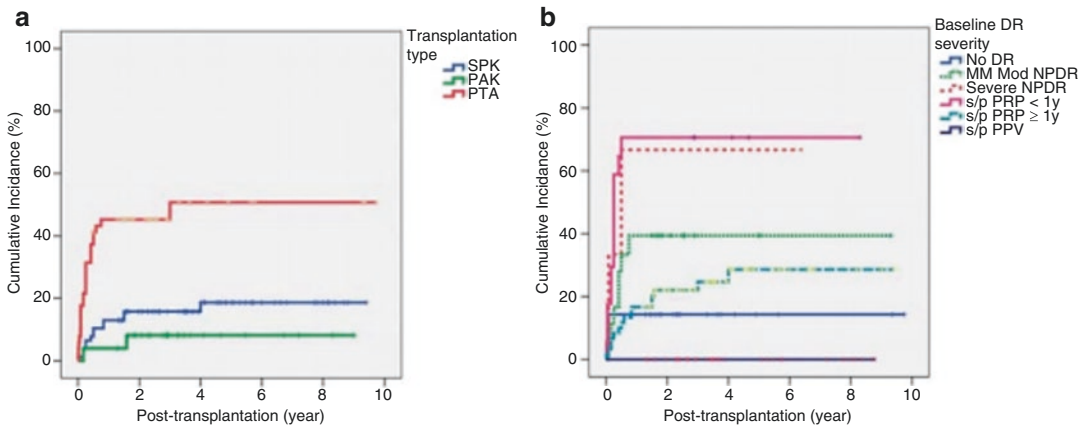 a
Transplantation
type
SPK
PAK
PTA
100
80
60
40
20
0
Cumulative Incidence (%)
0 2 4 6 8 10
Post-transplantation (year)
b
Baseline DR
severity
No DR
MM Mod NPDR
Severe NPDR
s/p PRP < 1y
s/p PRP ≥ 1y
s/p PPV
100
80
60
40
20
0
Cumulative Incidence (%)
0 2 4 6 8 10
Post-transplantation (year)